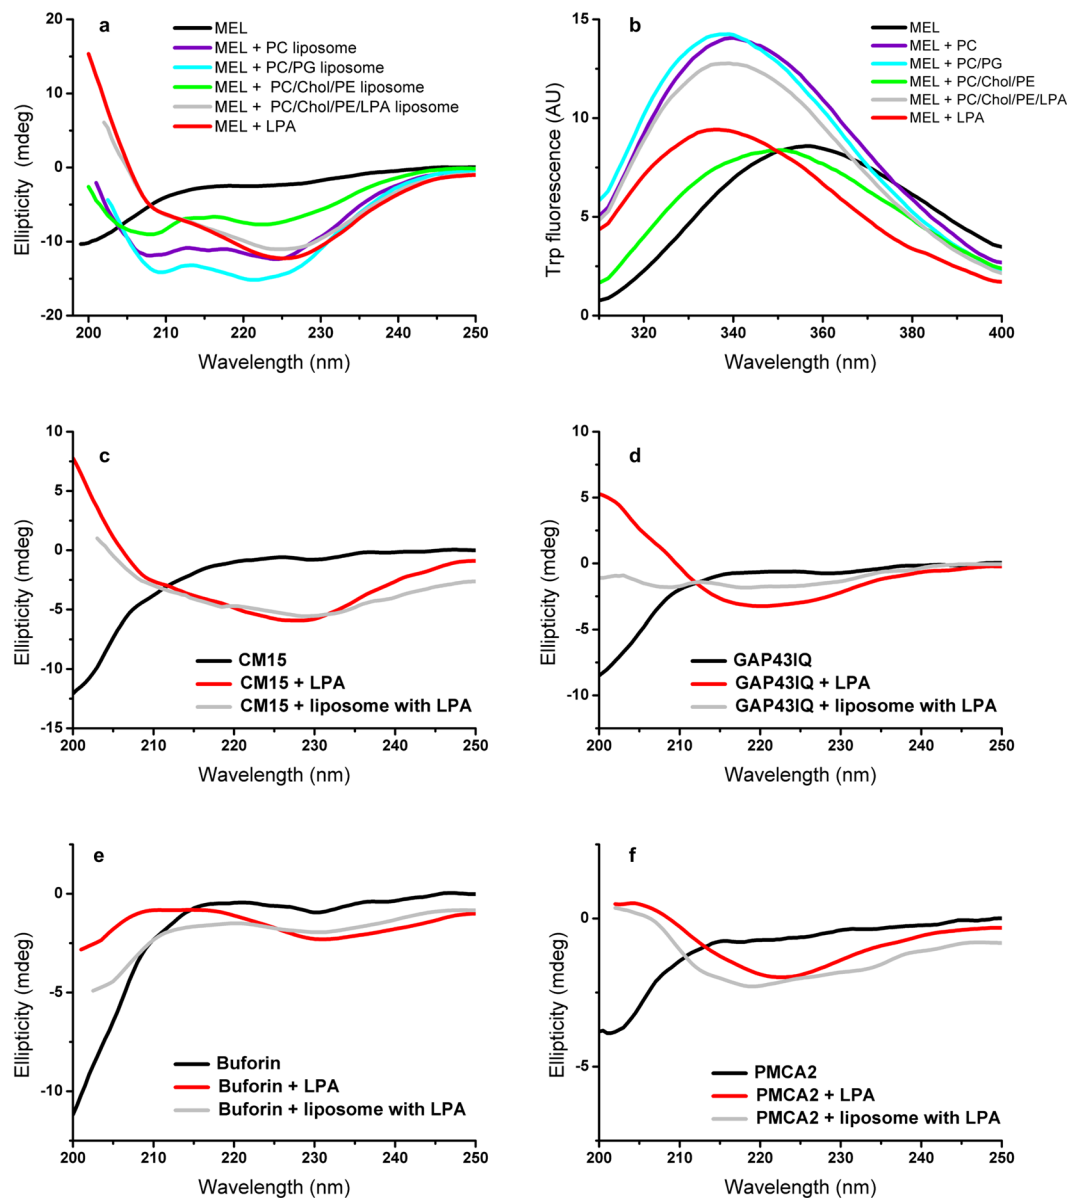 a
MEL
MEL + PC liposome
MEL + PC/PG liposome
MEL +  PC/Chol/PE liposome
MEL + PC/Chol/PE/LPA liposome
MEL + LPA
20
10
0
-10
-20
Ellipticity (mdeg)
200 210 220 230 240 250
Wavelength (nm)
b
MEL
MEL + PC
MEL + PC/PG
MEL + PC/Chol/PE
MEL + PC/Chol/PE/LPA
MEL + LPA
15
10
5
0
Trp fluorescence (AU)
320 340 360 380 400
Wavelength (nm)
c
10
5
0
-5
-10
-15
Ellipticity (mdeg)
CM15
CM15 + LPA
CM15 + liposome with LPA
200 210 220 230 240 250
Wavelength (nm)
d
10
5
0
-5
-10
Ellipticity (mdeg)
GAP43IQ
GAP43IQ + LPA
GAP43IQ + liposome with LPA
200 210 220 230 240 250
Wavelength (nm)
e
0
-5
-10
Ellipticity (mdeg)
Buforin
Buforin + LPA
Buforin + liposome with LPA
200 210 220 230 240 250
Wavelength (nm)
f
0
-5
Ellipticity (mdeg)
PMCA2
PMCA2 + LPA
PMCA2 + liposome with LPA
200 210 220 230 240 250
Wavelength (nm)